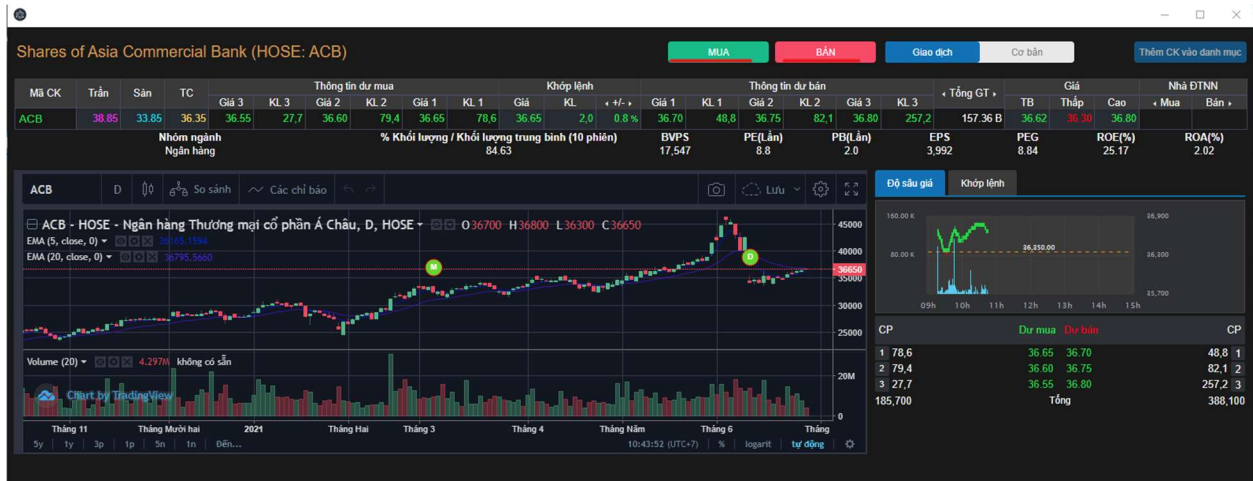 Shares of Asia Commercial Bank (HOSE: ACB)
MUA BÁN Giao dịch Cơ bản Thêm CK vào danh mục
Mã CK Trần Sàn TC Thông tin dư mua Khớp lệnh Thông tin dư bán Tổng GT Giá Nhà ĐTNN
Giá 3 KL 3 Giá 2 KL 2 Giá 1 KL 1 Giá KL +/- Giá 1 KL 1 Giá 2 KL 2 Giá 3 KL 3 TB Thấp Cao Mua Bán
ACB 38.85 33.85 36.35 36.55 27,7 36.60 79,4 36.65 78,6 36.65 2,0 0.8 % 36.70 48,8 36.75 82,1 36.80 257,2 157.36 B 36.62 36.30 36.80
Nhóm ngành % Khối lượng / Khối lượng trung bình (10 phiên) BVPS PE(Lần) PB(Lần) EPS PEG ROE(%) ROA(%)
Ngân hàng 84.63 17,547 8.8 2.0 3,992 8.84 25.17 2.02
ACB D So sánh Các chỉ báo Lưu
ACB - HOSE - Ngân hàng Thương mại cổ phần Á Châu, D, HOSE O36700 H36800 L36300 C36650
EMA (5, close, 0) 36165.1594
EMA (20, close, 0) 36795.5660
45000
40000
36650
35000
30000
25000
M
D
Volume (20) 4.297M không có sẵn
20M
0
Chart by TradingView
Tháng 11 Tháng Mười hai 2021 Tháng Hai Tháng 3 Tháng 4 Tháng Năm Tháng 6 Tháng
5y 1y 3p 1p 5n 1n Đến... 10:43:52 (UTC+7) % logarit tự động
Độ sâu giá Khớp lệnh
160.00 K 36,900
36,350.00
80.00 K 36,300
35,700
09h 10h 11h 12h 13h 14h 15h
CP Dư mua Dư bán CP
1 78,6 36.65 36.70 48,8 1
2 79,4 36.60 36.75 82,1 2
3 27,7 36.55 36.80 257,2 3
185,700 Tổng 388,100